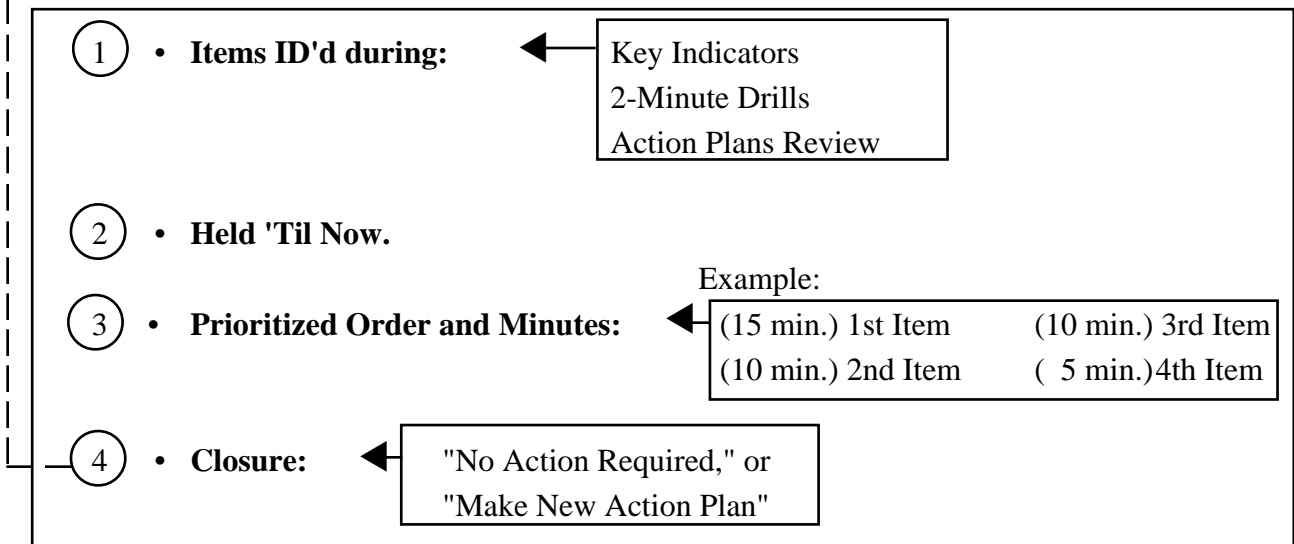 1 • Items ID'd during:
Key Indicators
2-Minute Drills
Action Plans Review
2 • Held 'Til Now.
Example:
3 • Prioritized Order and Minutes:
(15 min.) 1st Item (10 min.) 3rd Item
(10 min.) 2nd Item ( 5 min.)4th Item
4 • Closure:
"No Action Required," or
"Make New Action Plan"